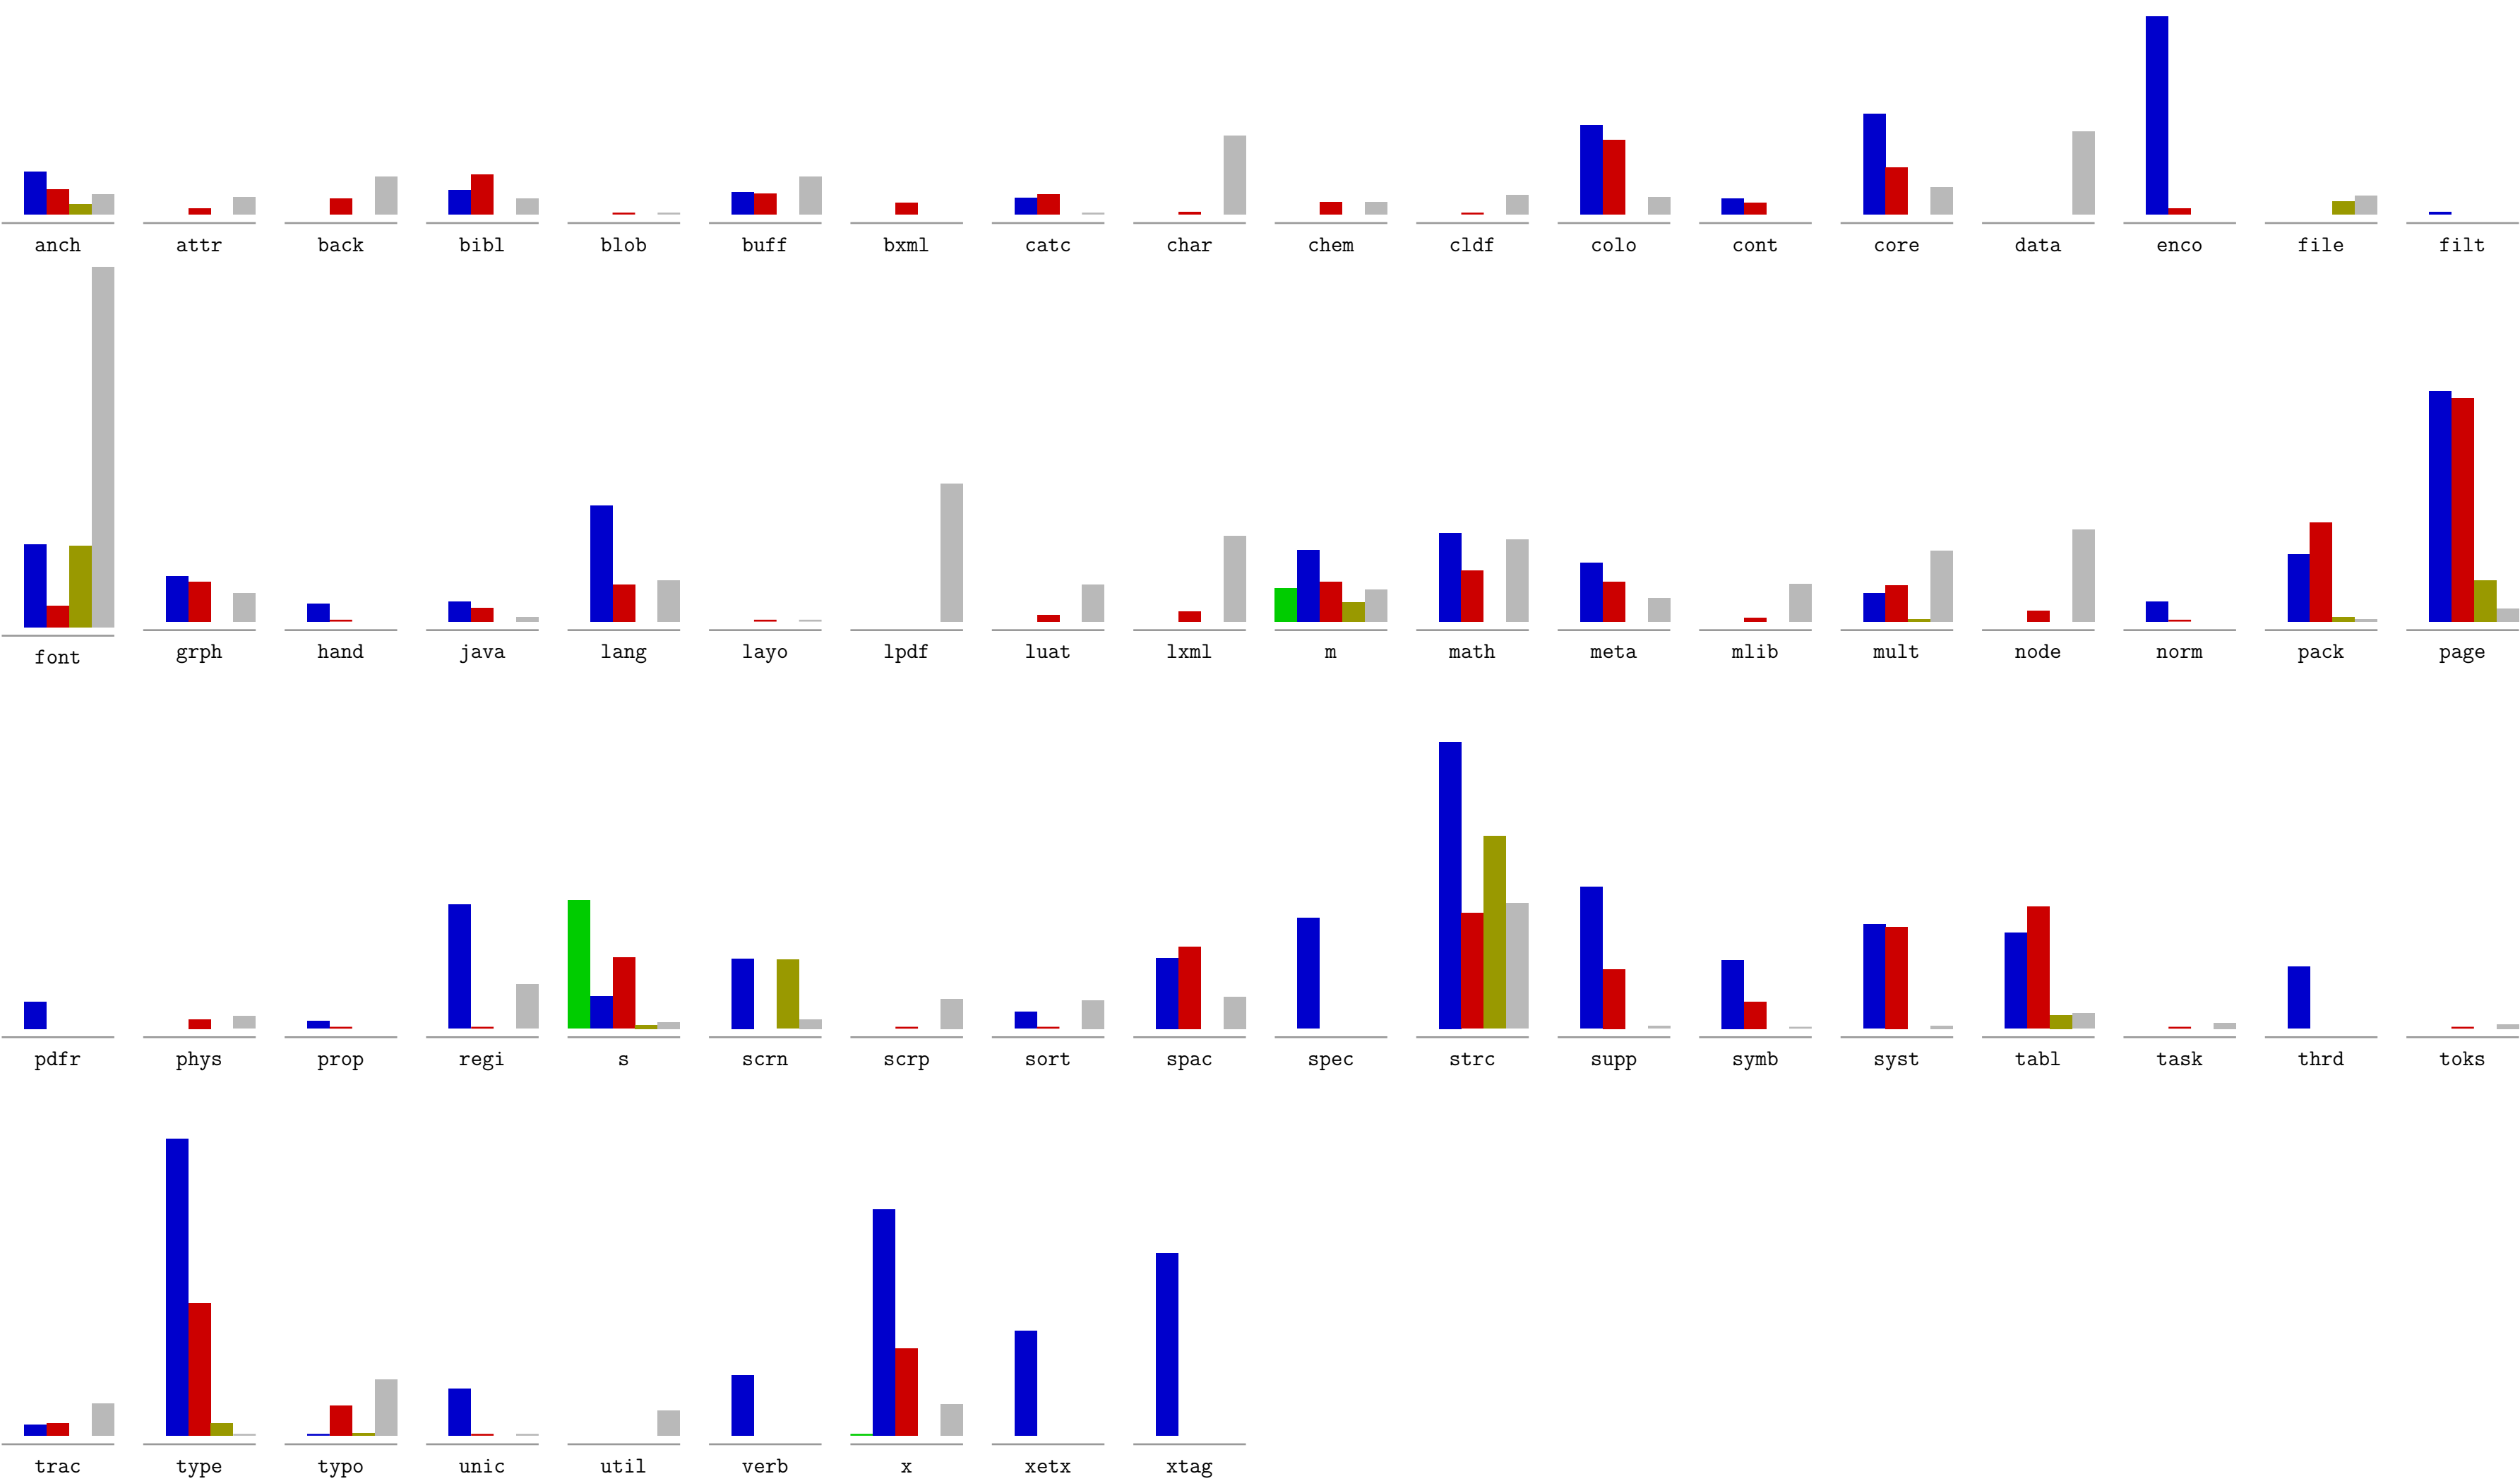 anch attr back bibl blob buff bxml catc char chem cldf colo cont core data enco file filt
font grph hand java lang layo lpdf luat lxml m math meta mlib mult node norm pack page
pdfr phys prop regi s scrn scrp sort spac spec strc supp symb syst tabl task thrd toks
trac type typo unic util verb x xetx xtag